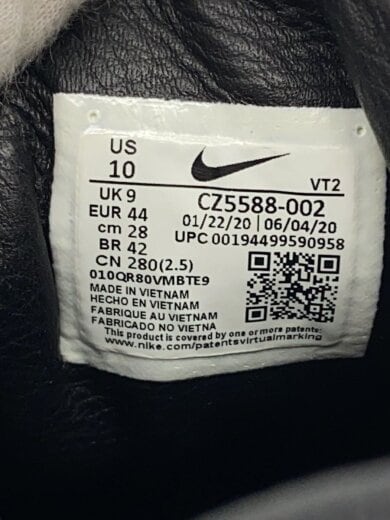 US
10
VT2
UK 9
EUR 44
cm 28
BR 42
CN 280(2.5)
CZ5588-002
01/22/20 | 06/04/20
UPC 00194499590958
010QR80VMBTE9
MADE IN VIETNAM
HECHO EN VIETNAM
FABRIQUE AU VIETNAM
FABRICADO NO VIETNA
This product is covered by one or more patents:
www.nike.com/patentsvirtualmarking